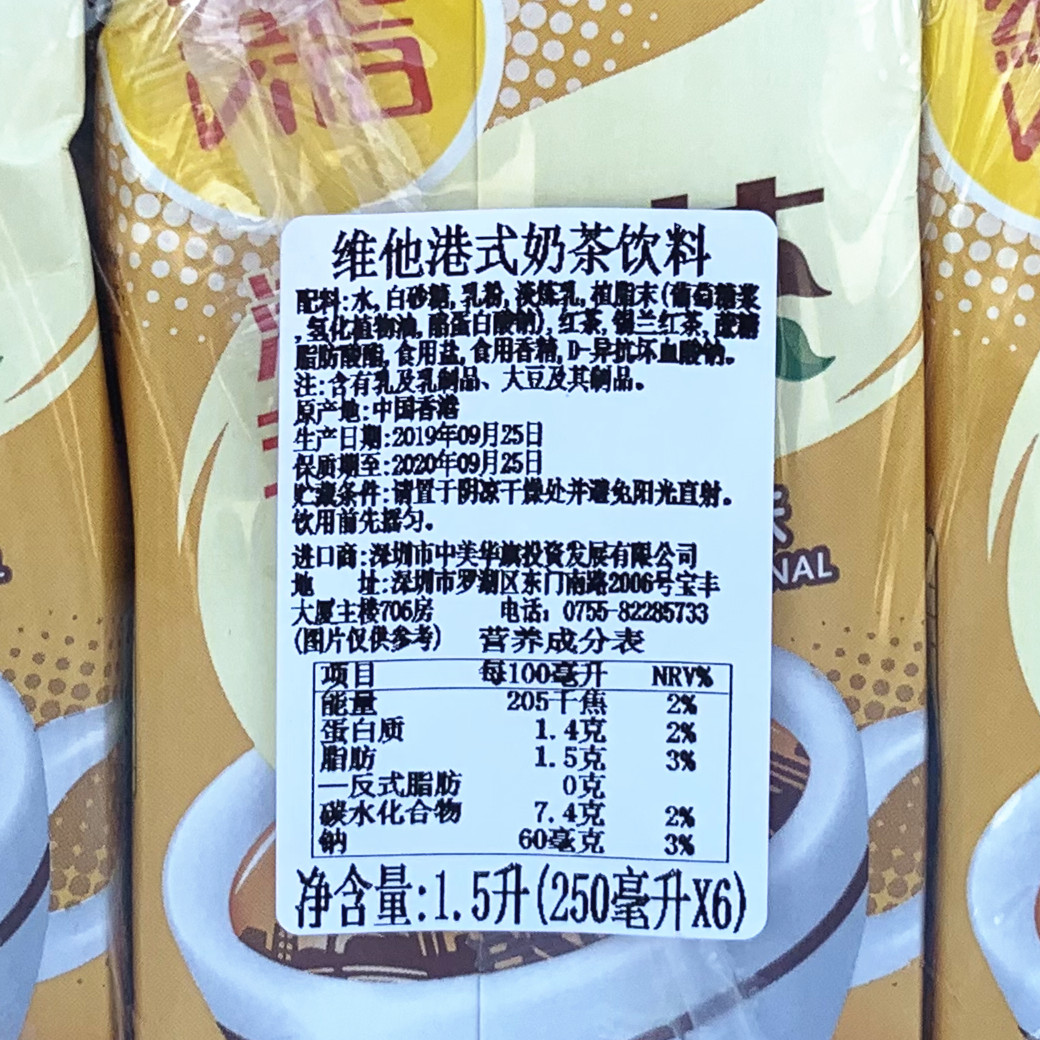 维他港式奶茶饮料
配料:水,白砂糖,乳粉,淡炼乳,植脂末(葡萄糖浆
,氢化植物油,酪蛋白酸钠),红茶,锡兰红茶,蔗糖
脂肪酸酯,食用盐,食用香精,D-异抗坏血酸钠。
注:含有乳及乳制品、大豆及其制品。
原产地:中国香港
生产日期:2019年09月25日
保质期至:2020年09月25日
贮藏条件:请置于阴凉干燥处并避免阳光直射。
饮用前先摇匀。
进口商:深圳市中美华旗投资发展有限公司
地 址:深圳市罗湖区东门南路2006号宝丰
大厦主楼706房 电话: 0755-82285733
(图片仅供参考) 营养成分表
项目 每100毫升 NRV%
能量 205千焦 2%
蛋白质 1.4克 2%
脂肪 1.5克 3%
—反式脂肪 0克
碳水化合物 7.4克 2%
钠 60毫克 3%
净含量:1.5升(250毫升X6)
NAL